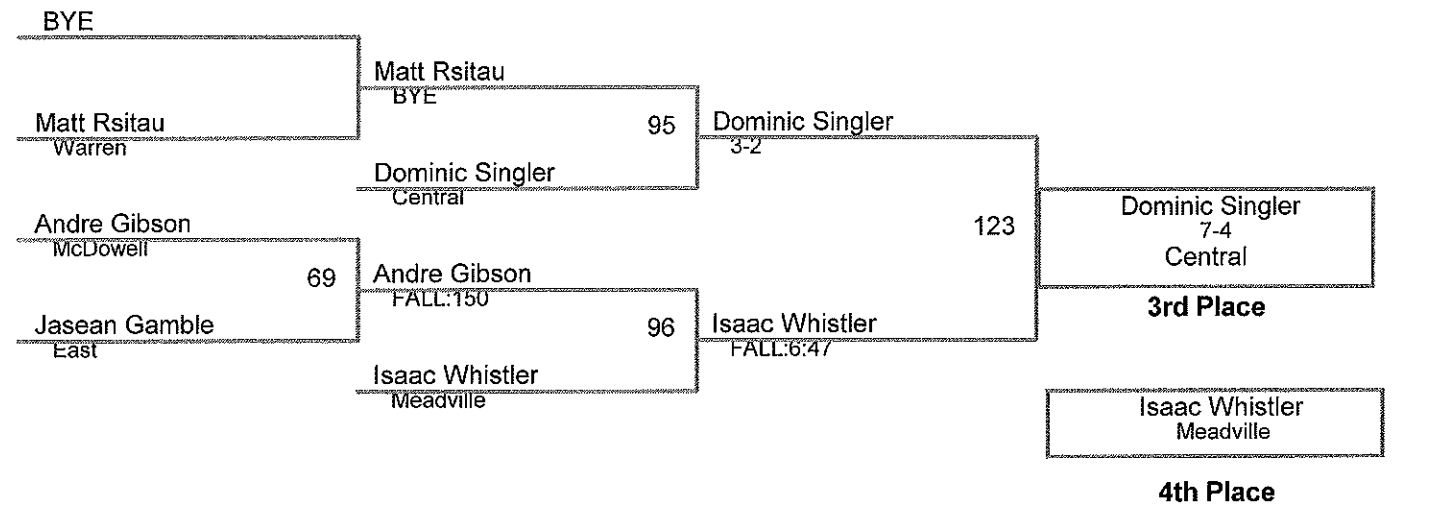 BYE
Matt Rsitau
BYE
Matt Rsitau
Warren
95
Dominic Singler
3-2
Dominic Singler
Central
Andre Gibson
McDowell
123
Dominic Singler
7-4
Central
69
Andre Gibson
FALL:150
3rd Place
Jasean Gamble
East
96
Isaac Whistler
FALL:6:47
Isaac Whistler
Meadville
Isaac Whistler
Meadville
4th Place